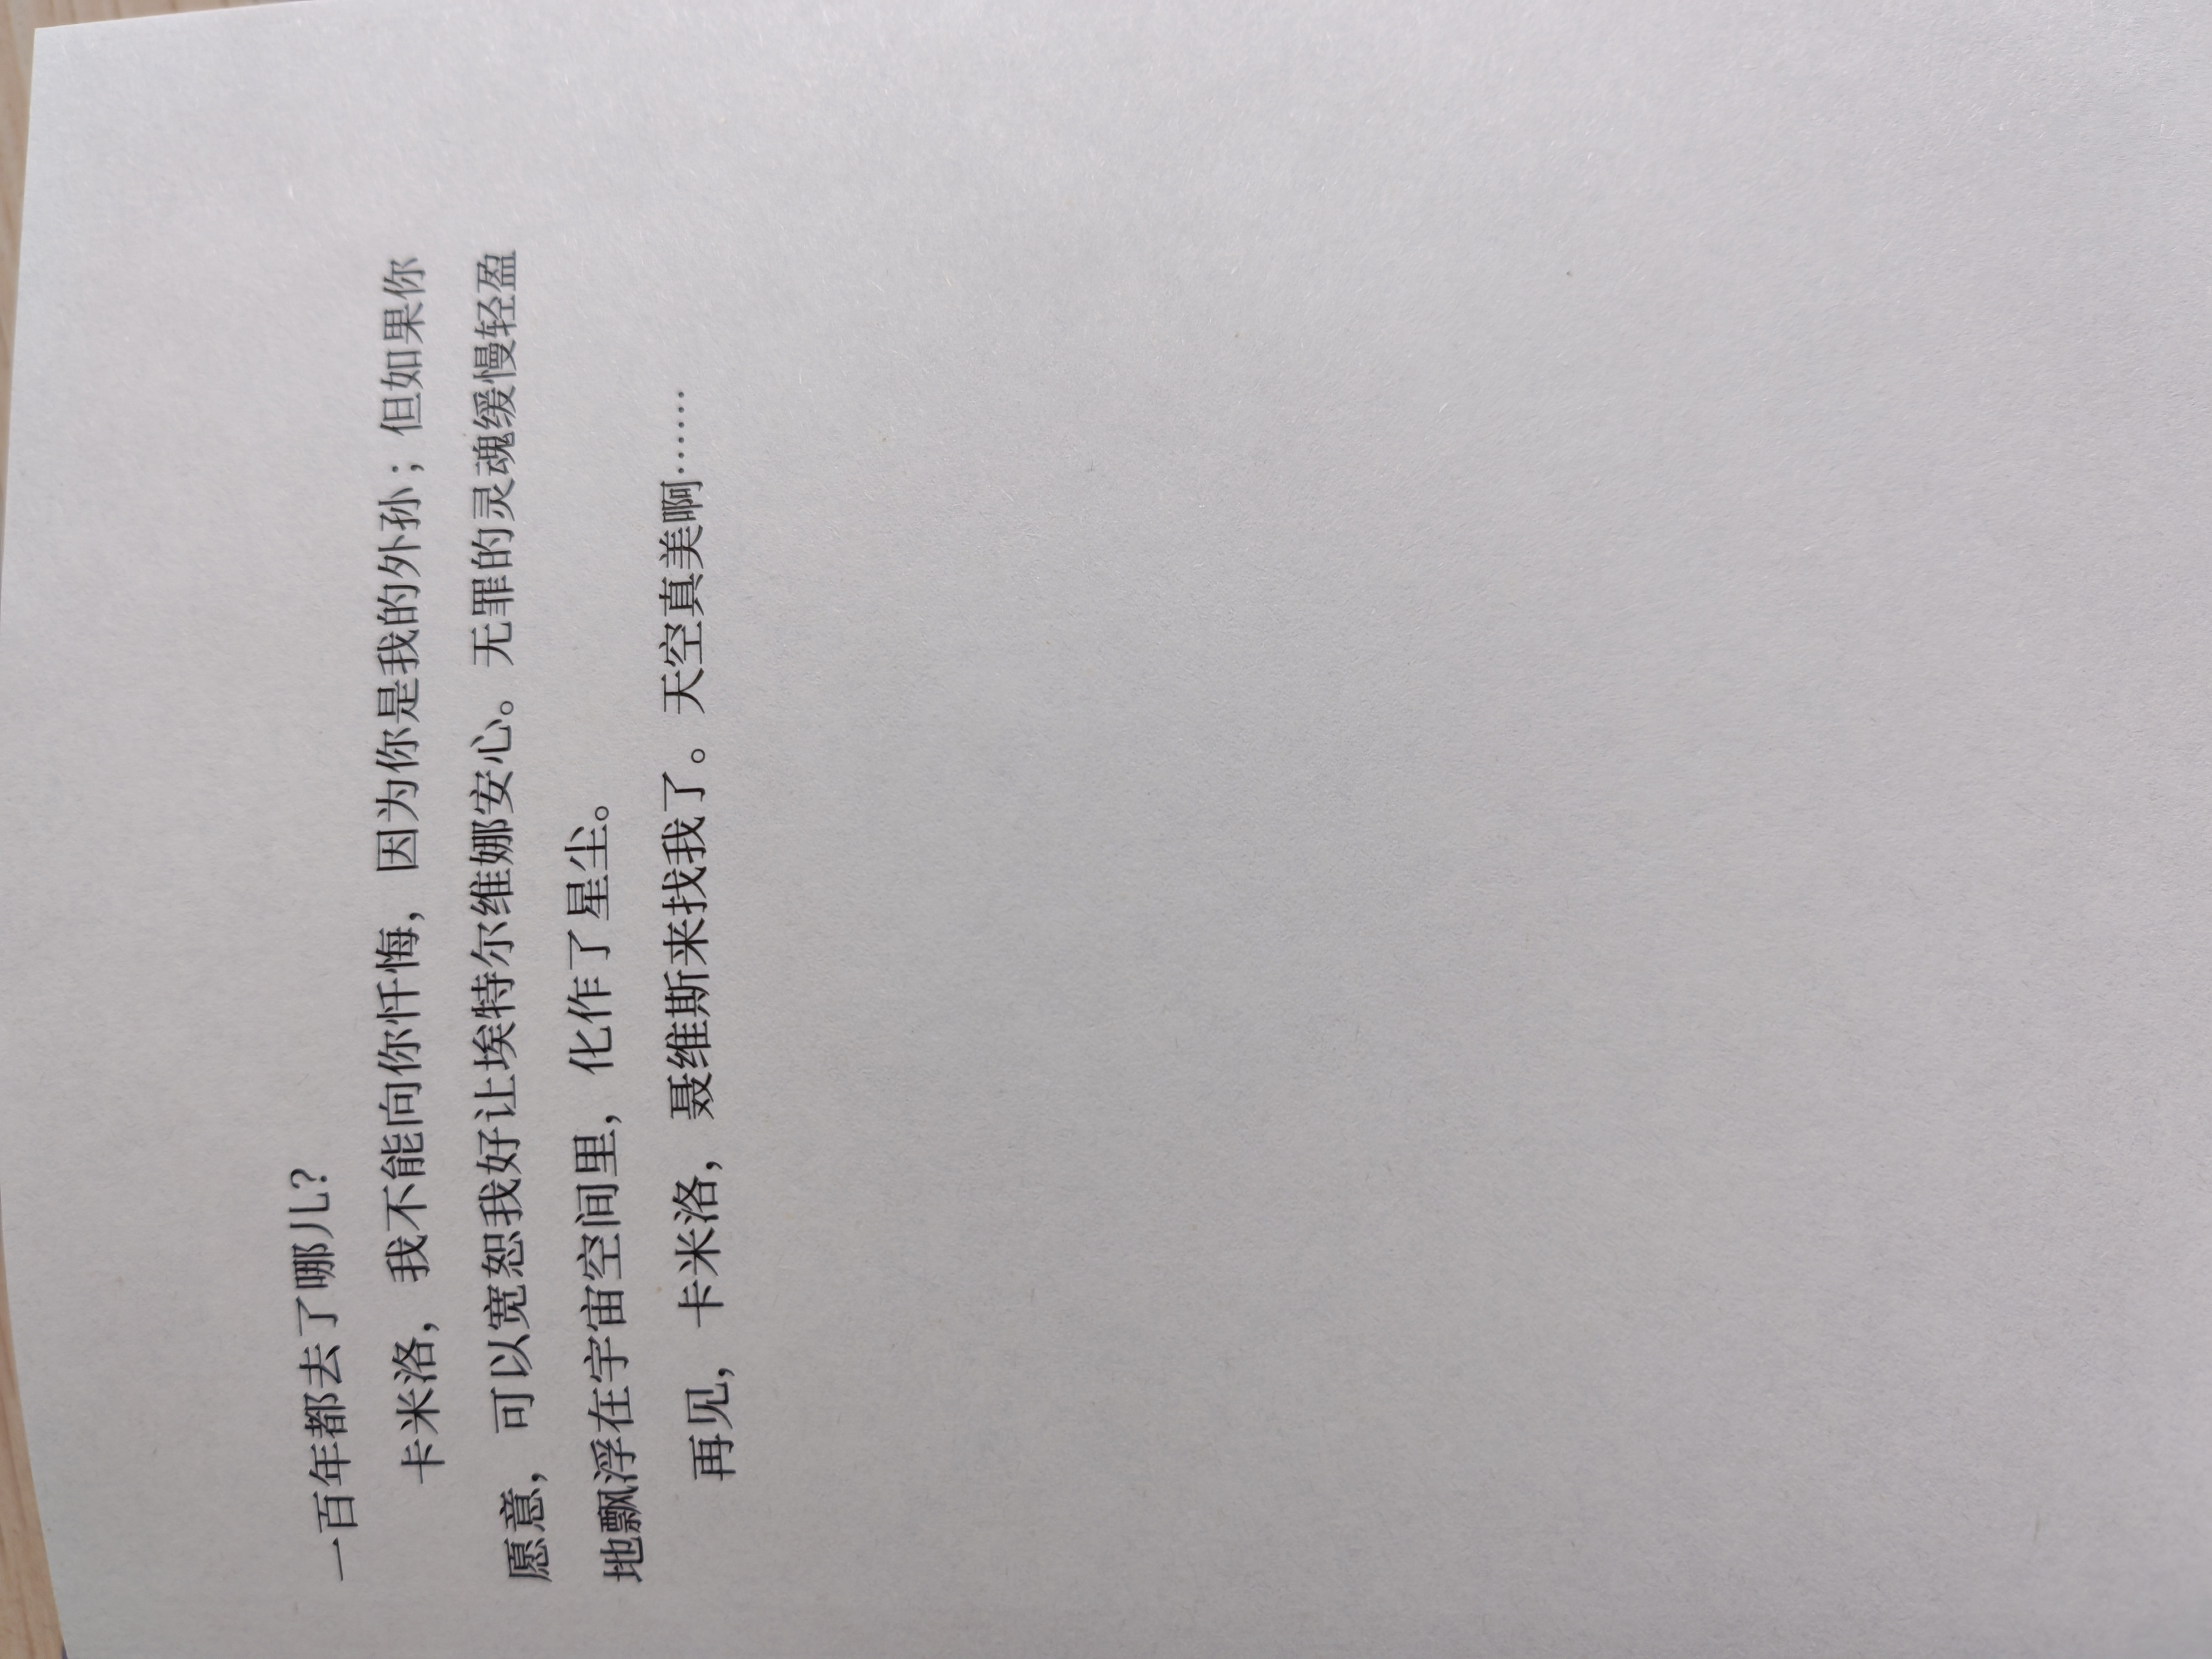 一百年都去了哪儿？
卡米洛，我不能向你忏悔，因为你是我的外孙；但如果你
愿意，可以宽恕我好让埃特尔维娜安心。无罪的灵魂缓慢轻盈
地飘浮在宇宙空间里，化作了星尘。
再见，卡米洛，聂维斯来找我了。天空真美啊……